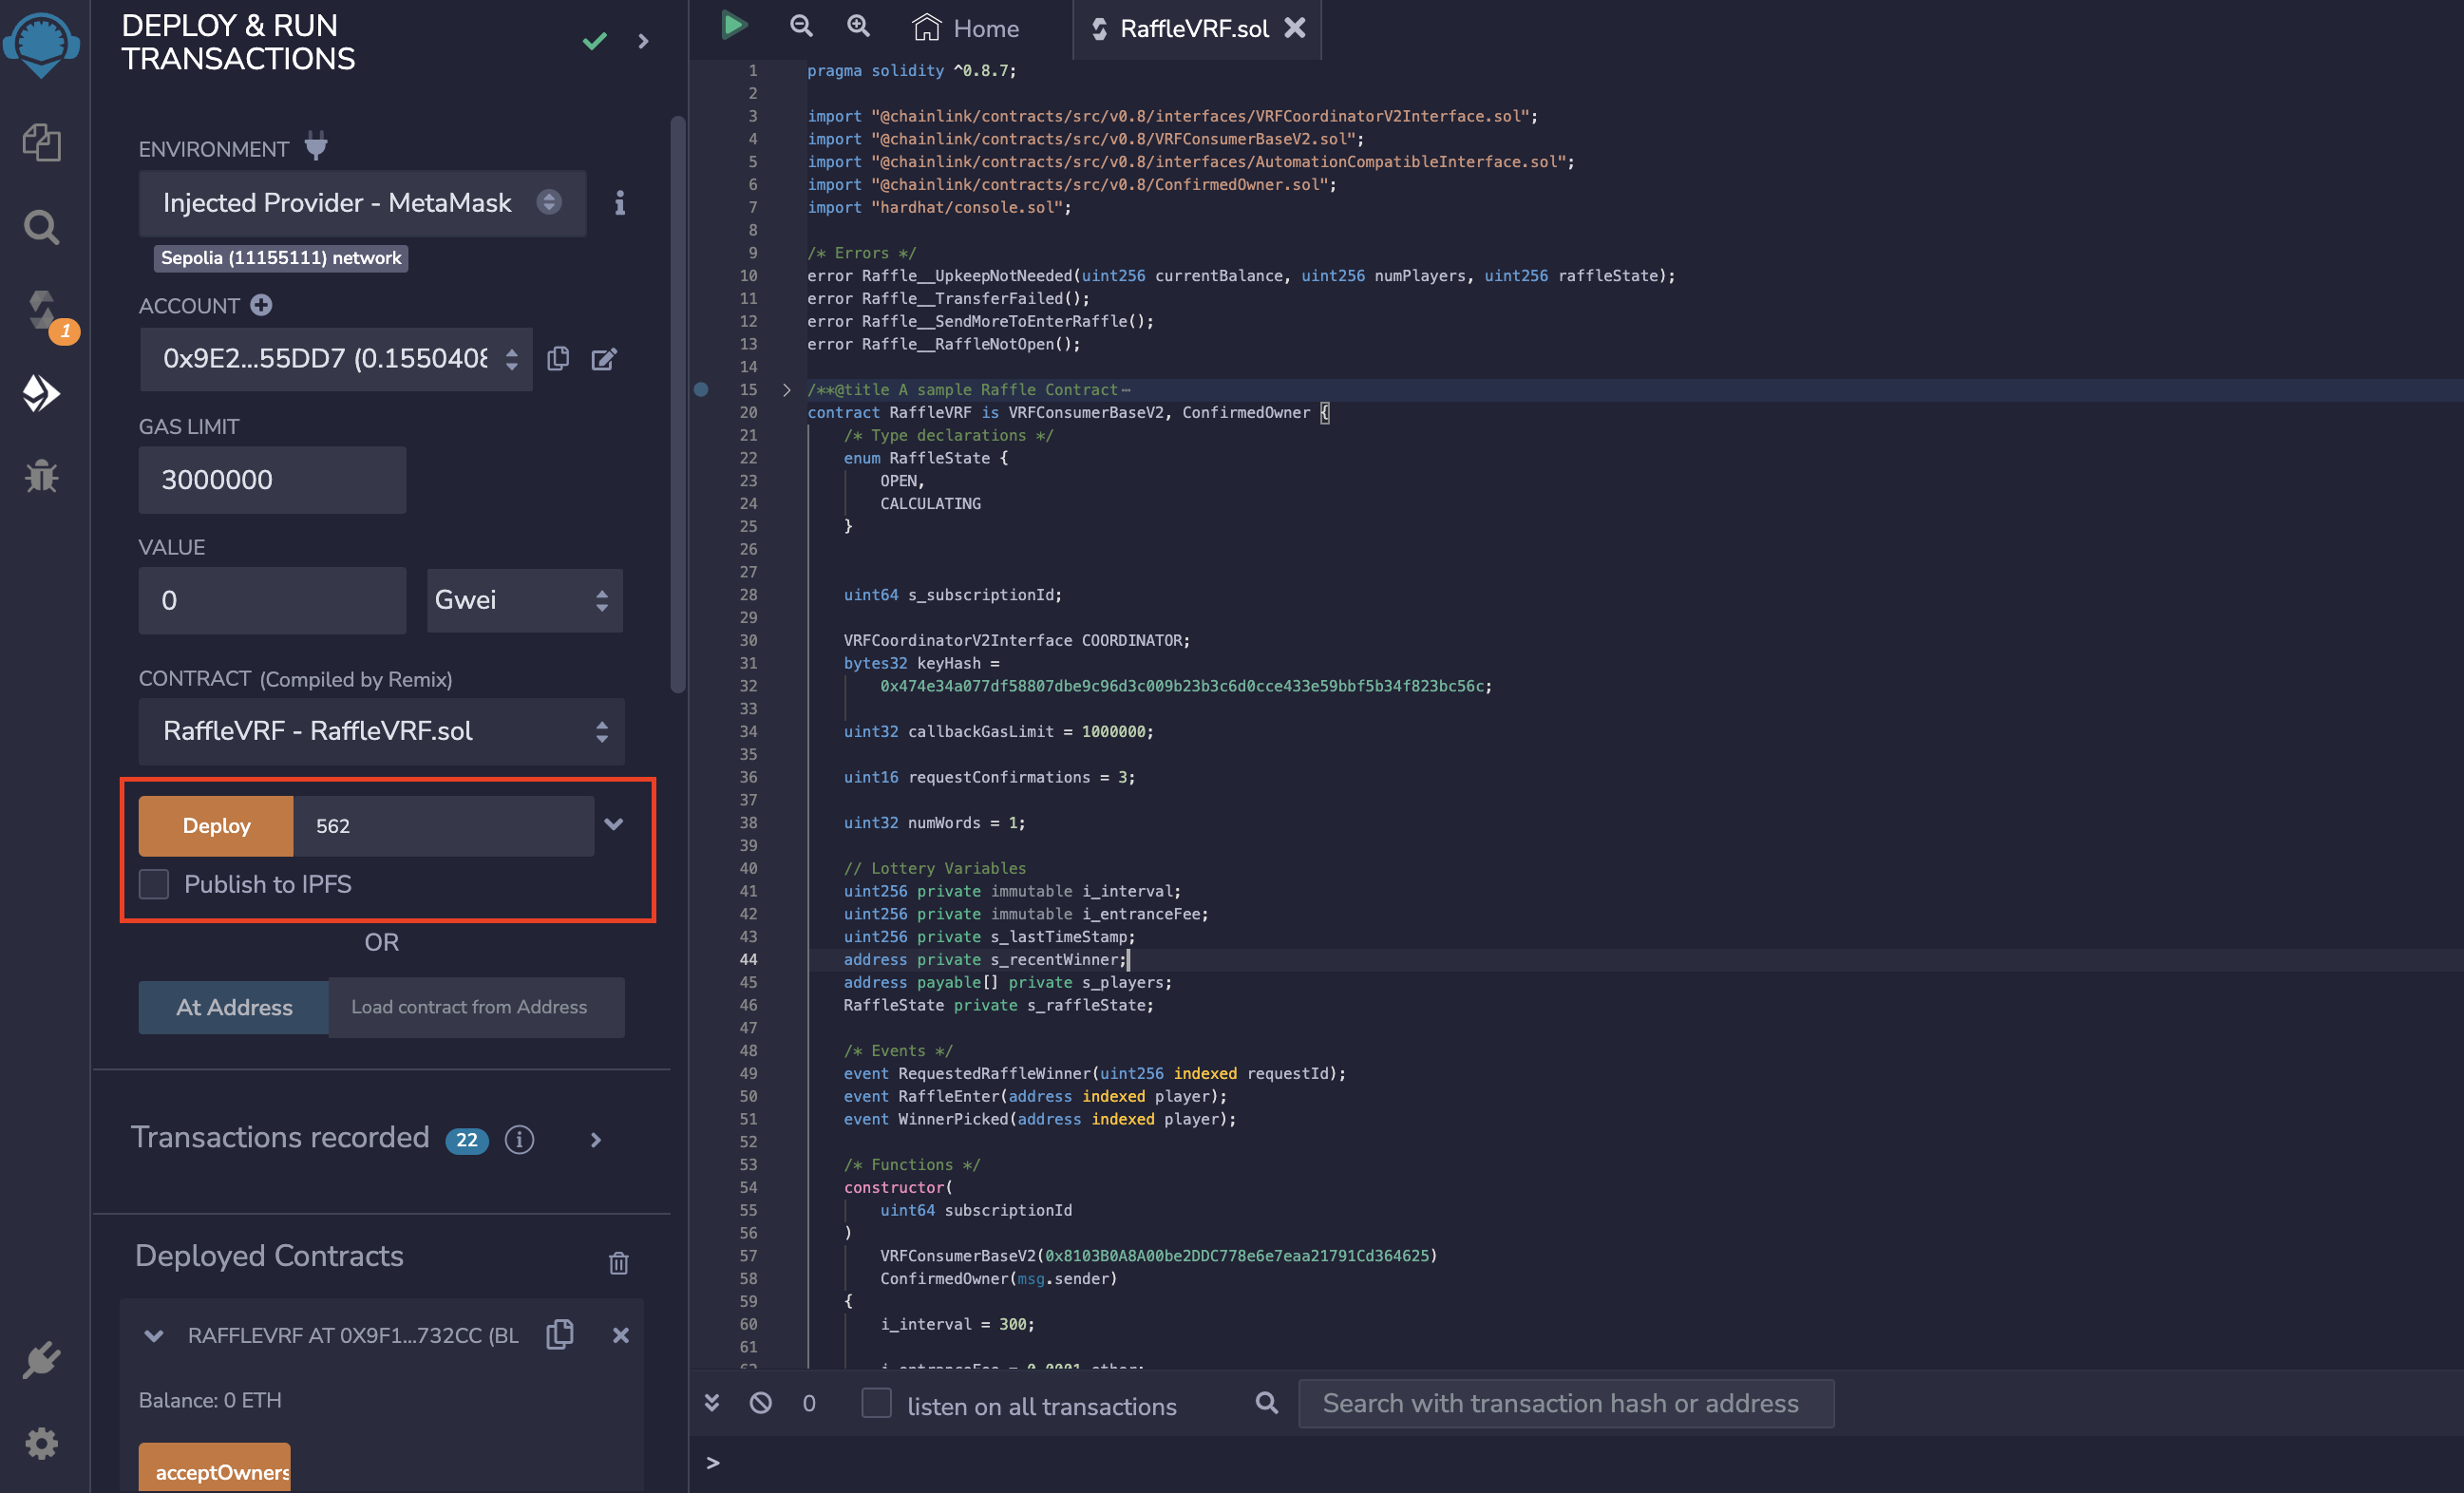 DEPLOY & RUN
TRANSACTIONS
ENVIRONMENT
Injected Provider - MetaMask
Sepolia (11155111) network
ACCOUNT
0x9E2...55DD7 (0.1550408
GAS LIMIT
3000000
VALUE
0 Gwei
CONTRACT (Compiled by Remix)
RaffleVRF - RaffleVRF.sol
Deploy 562
Publish to IPFS
OR
At Address Load contract from Address
Transactions recorded 22
Deployed Contracts
RAFFLEVRF AT 0X9F1...732CC (BL
Balance: 0 ETH
acceptOwners
1
Home RaffleVRF.sol
1 pragma solidity ^0.8.7;
2
3 import "@chainlink/contracts/src/v0.8/interfaces/VRFCoordinatorV2Interface.sol";
4 import "@chainlink/contracts/src/v0.8/VRFConsumerBaseV2.sol";
5 import "@chainlink/contracts/src/v0.8/interfaces/AutomationCompatibleInterface.sol";
6 import "@chainlink/contracts/src/v0.8/ConfirmedOwner.sol";
7 import "hardhat/console.sol";
8
9 /* Errors */
10 error Raffle__UpkeepNotNeeded(uint256 currentBalance, uint256 numPlayers, uint256 raffleState);
11 error Raffle__TransferFailed();
12 error Raffle__SendMoreToEnterRaffle();
13 error Raffle__RaffleNotOpen();
14
15 /**@title A sample Raffle Contract⋯
20 contract RaffleVRF is VRFConsumerBaseV2, ConfirmedOwner {
21 /* Type declarations */
22 enum RaffleState {
23 OPEN,
24 CALCULATING
25 }
26
27
28 uint64 s_subscriptionId;
29
30 VRFCoordinatorV2Interface COORDINATOR;
31 bytes32 keyHash =
32 0x474e34a077df58807dbe9c96d3c009b23b3c6d0cce433e59bbf5b34f823bc56c;
33
34 uint32 callbackGasLimit = 1000000;
35
36 uint16 requestConfirmations = 3;
37
38 uint32 numWords = 1;
39
40 // Lottery Variables
41 uint256 private immutable i_interval;
42 uint256 private immutable i_entranceFee;
43 uint256 private s_lastTimeStamp;
44 address private s_recentWinner;
45 address payable[] private s_players;
46 RaffleState private s_raffleState;
47
48 /* Events */
49 event RequestedRaffleWinner(uint256 indexed requestId);
50 event RaffleEnter(address indexed player);
51 event WinnerPicked(address indexed player);
52
53 /* Functions */
54 constructor(
55 uint64 subscriptionId
56 )
57 VRFConsumerBaseV2(0x8103B0A8A00be2DDC778e6e7eaa21791Cd364625)
58 ConfirmedOwner(msg.sender)
59 {
60 i_interval = 300;
61
62 i_entranceFee = 0.0001 ether;
0 listen on all transactions Search with transaction hash or address
>